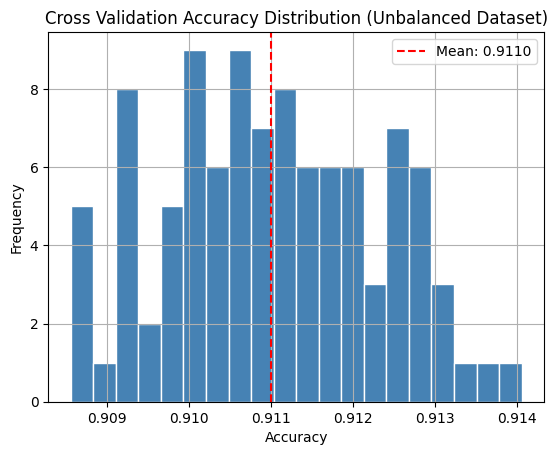 Cross Validation Accuracy Distribution (Unbalanced Dataset)
Mean: 0.9110
8
6
4
2
0
Frequency
0.909 0.910 0.911 0.912 0.913 0.914
Accuracy